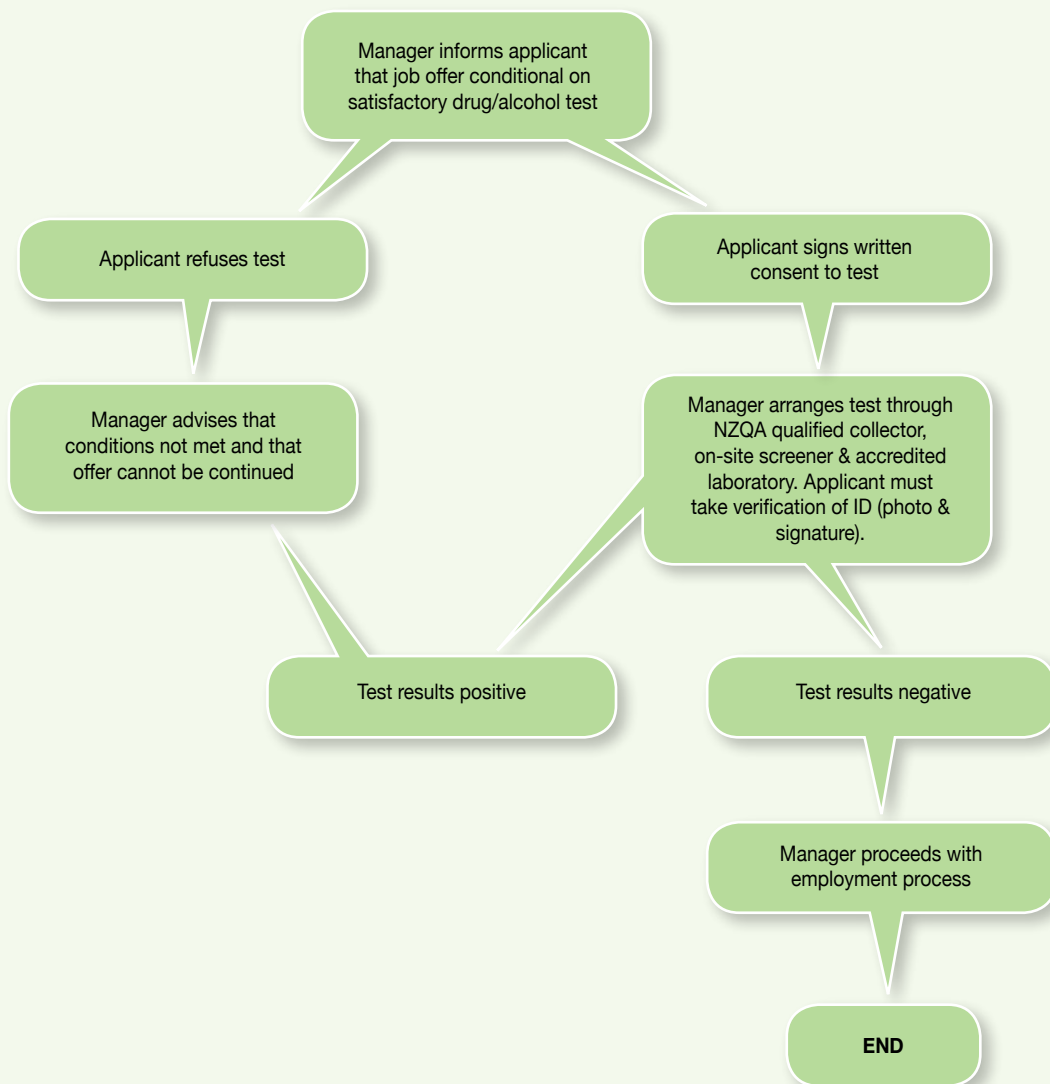 Manager informs applicant
that job offer conditional on
satisfactory drug/alcohol test
Applicant refuses test
Applicant signs written
consent to test
Manager advises that
conditions not met and that
offer cannot be continued
Manager arranges test through
NZQA qualified collector,
on-site screener & accredited
laboratory. Applicant must
take verification of ID (photo &
signature).
Test results positive
Test results negative
Manager proceeds with
employment process
END